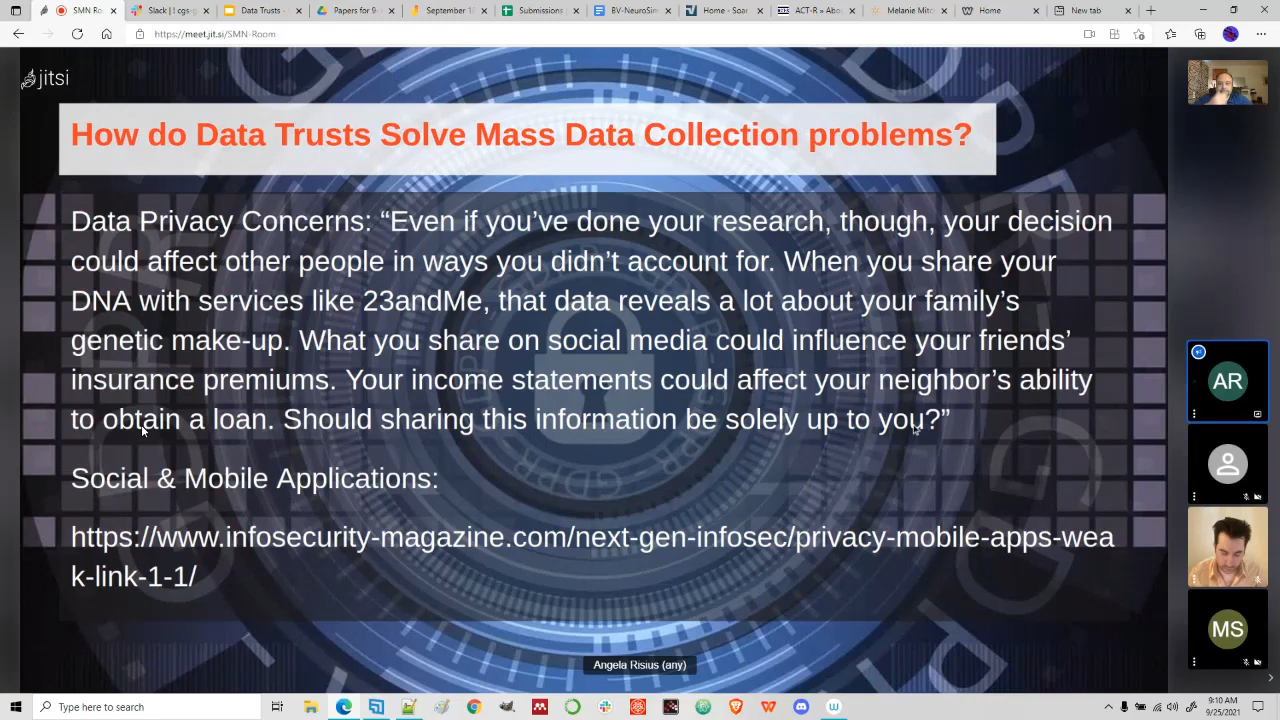 SMN Ro
Slack | cgs-
Data Trusts -
Papers for 9-
September 1
Submissions
BV-NeuroSim
Home - Soar
ACT-R » Abo
Melanie Mitc
Home
New tab
https://meet.jit.si/SMN-Room
jitsi
How do Data Trusts Solve Mass Data Collection problems?
Data Privacy Concerns: “Even if you’ve done your research, though, your decision
could affect other people in ways you didn’t account for. When you share your
DNA with services like 23andMe, that data reveals a lot about your family’s
genetic make-up. What you share on social media could influence your friends’
insurance premiums. Your income statements could affect your neighbor’s ability
to obtain a loan. Should sharing this information be solely up to you?”
Social & Mobile Applications:
https://www.infosecurity-magazine.com/next-gen-infosec/privacy-mobile-apps-wea
k-link-1-1/
AR
MS
Angela Risius (any)
Type here to search
9:10 AM
9/25/2021